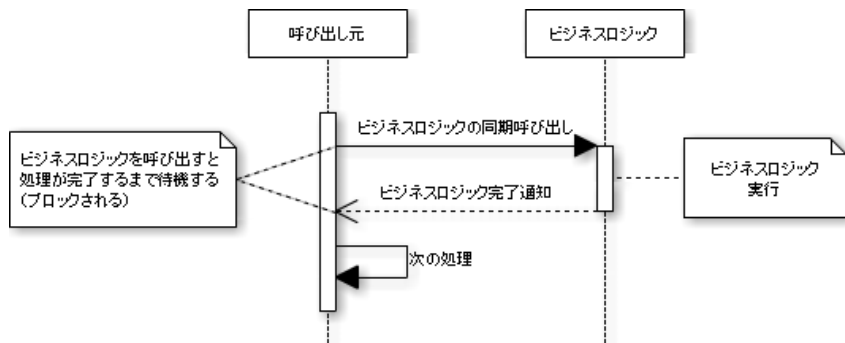 呼び出し元
ビジネスロジック
ビジネスロジックの同期呼び出し
ビジネスロジックを呼び出すと
処理が完了するまで待機する
(ブロックされる)
ビジネスロジック
実行
ビジネスロジック完了通知
次の処理